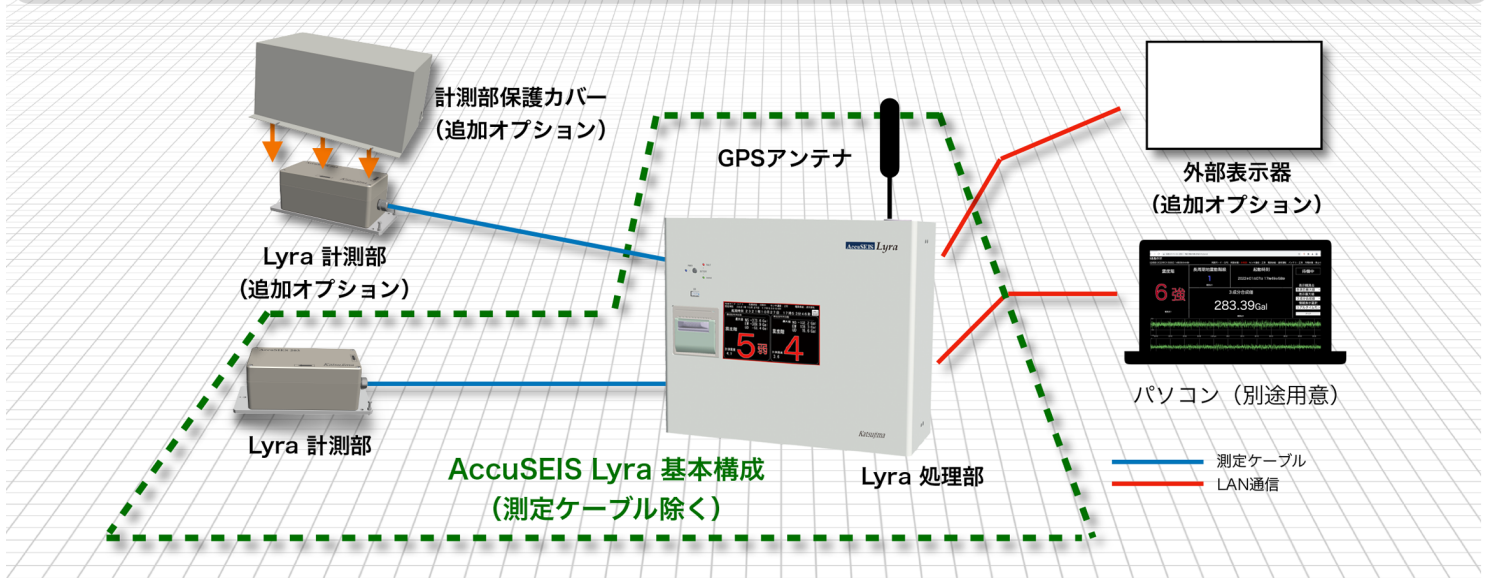 計測部保護カバー
（追加オプション）
GPSアンテナ
外部表示器
（追加オプション）
Lyra 計測部
（追加オプション）
AccuSEIS Lyra
6強
1
283.39Gal
5弱
4
パソコン（別途用意）
Lyra 計測部
Katsujima
AccuSEIS Lyra 基本構成
（測定ケーブル除く）
Lyra 処理部
測定ケーブル
LAN通信